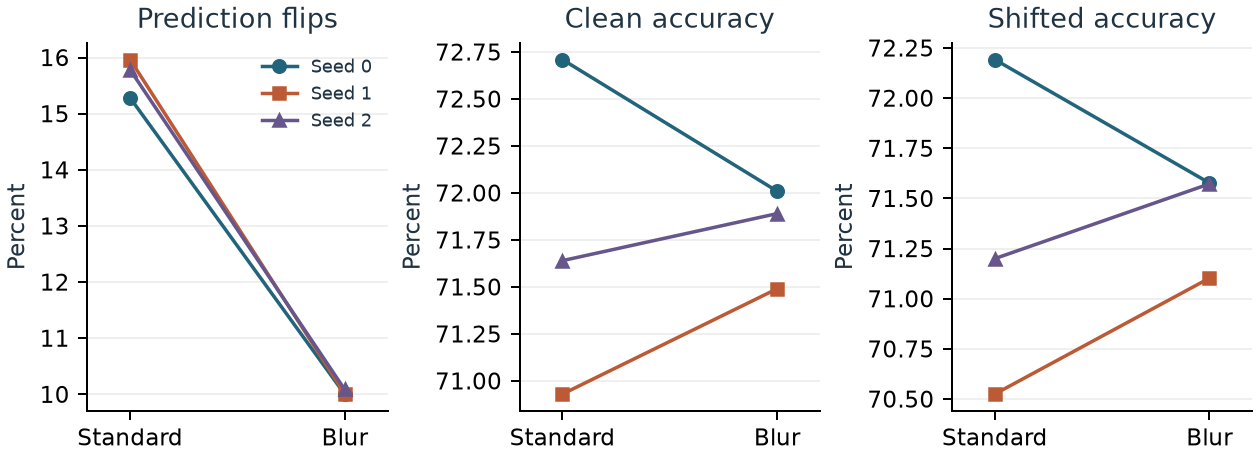 Prediction flips
Percent
16
15
14
13
12
11
10
Standard
Blur
Seed 0
Seed 1
Seed 2
Clean accuracy
Percent
72.75
72.50
72.25
72.00
71.75
71.50
71.25
71.00
Standard
Blur
Shifted accuracy
Percent
72.25
72.00
71.75
71.50
71.25
71.00
70.75
70.50
Standard
Blur